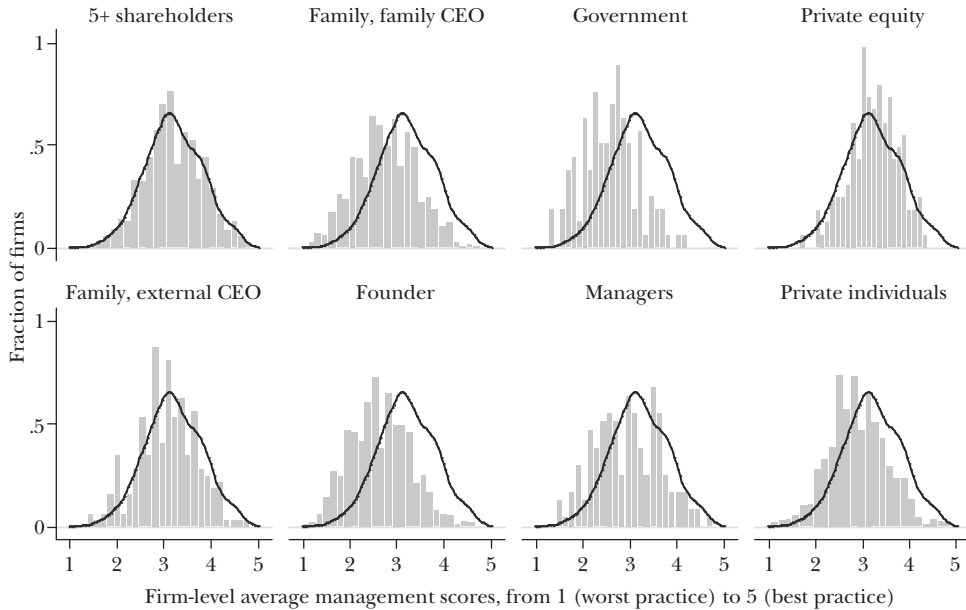 5+ shareholders
Family, family CEO
Government
Private equity
1
.5
0
Family, external CEO
Founder
Managers
Private individuals
1
.5
0
1 2 3 4 5
1 2 3 4 5
1 2 3 4 5
1 2 3 4 5
Fraction of firms
Firm-level average management scores, from 1 (worst practice) to 5 (best practice)